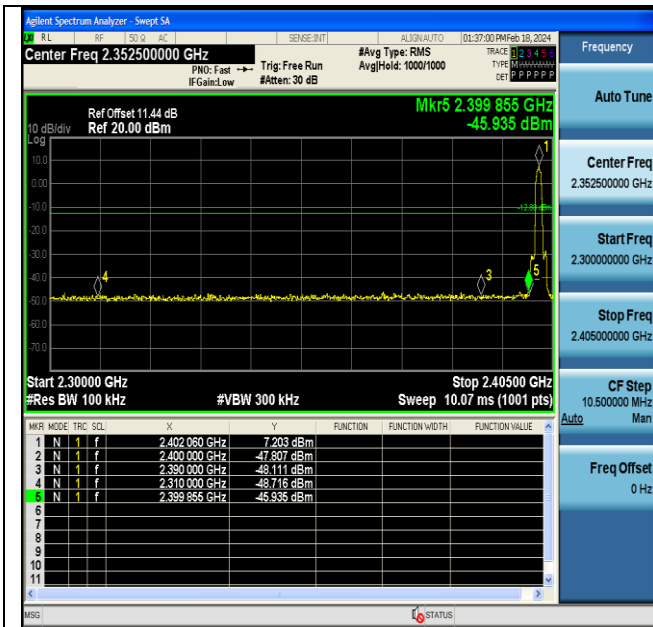 Agilent Spectrum Analyzer - Swept SA
RL RF 50 Ω AC SENSE:INT ALIGN AUTO 01:37:00 PM Feb 18, 2024
Center Freq 2.352500000 GHz
PNO: Fast
IFGain:Low
Trig: Free Run
#Atten: 30 dB
#Avg Type: RMS
Avg|Hold: 1000/1000
TRACE 1 2 3 4 5 6
TYPE
DET P P P P P P
Ref Offset 11.44 dB
10 dB/div Ref 20.00 dBm
Log
Mkr5 2.399 855 GHz
-45.935 dBm
10.0
0.00
-10.0
-20.0
-30.0
-40.0
-50.0
-60.0
-70.0
1
4
3
5
Start 2.30000 GHz Stop 2.40500 GHz
#Res BW 100 kHz #VBW 300 kHz Sweep 10.07 ms (1001 pts)
MKR MODE TRC SCL X Y FUNCTION FUNCTION WIDTH FUNCTION VALUE
1 N 1 f 2.402 060 GHz 7.203 dBm
2 N 1 f 2.400 000 GHz -47.807 dBm
3 N 1 f 2.390 000 GHz -48.111 dBm
4 N 1 f 2.310 000 GHz -48.716 dBm
5 N 1 f 2.399 855 GHz -45.935 dBm
6
7
8
9
10
11
MSG STATUS
Frequency
Auto Tune
Center Freq
2.352500000 GHz
Start Freq
2.300000000 GHz
Stop Freq
2.405000000 GHz
CF Step
10.500000 MHz
Auto Man
Freq Offset
0 Hz